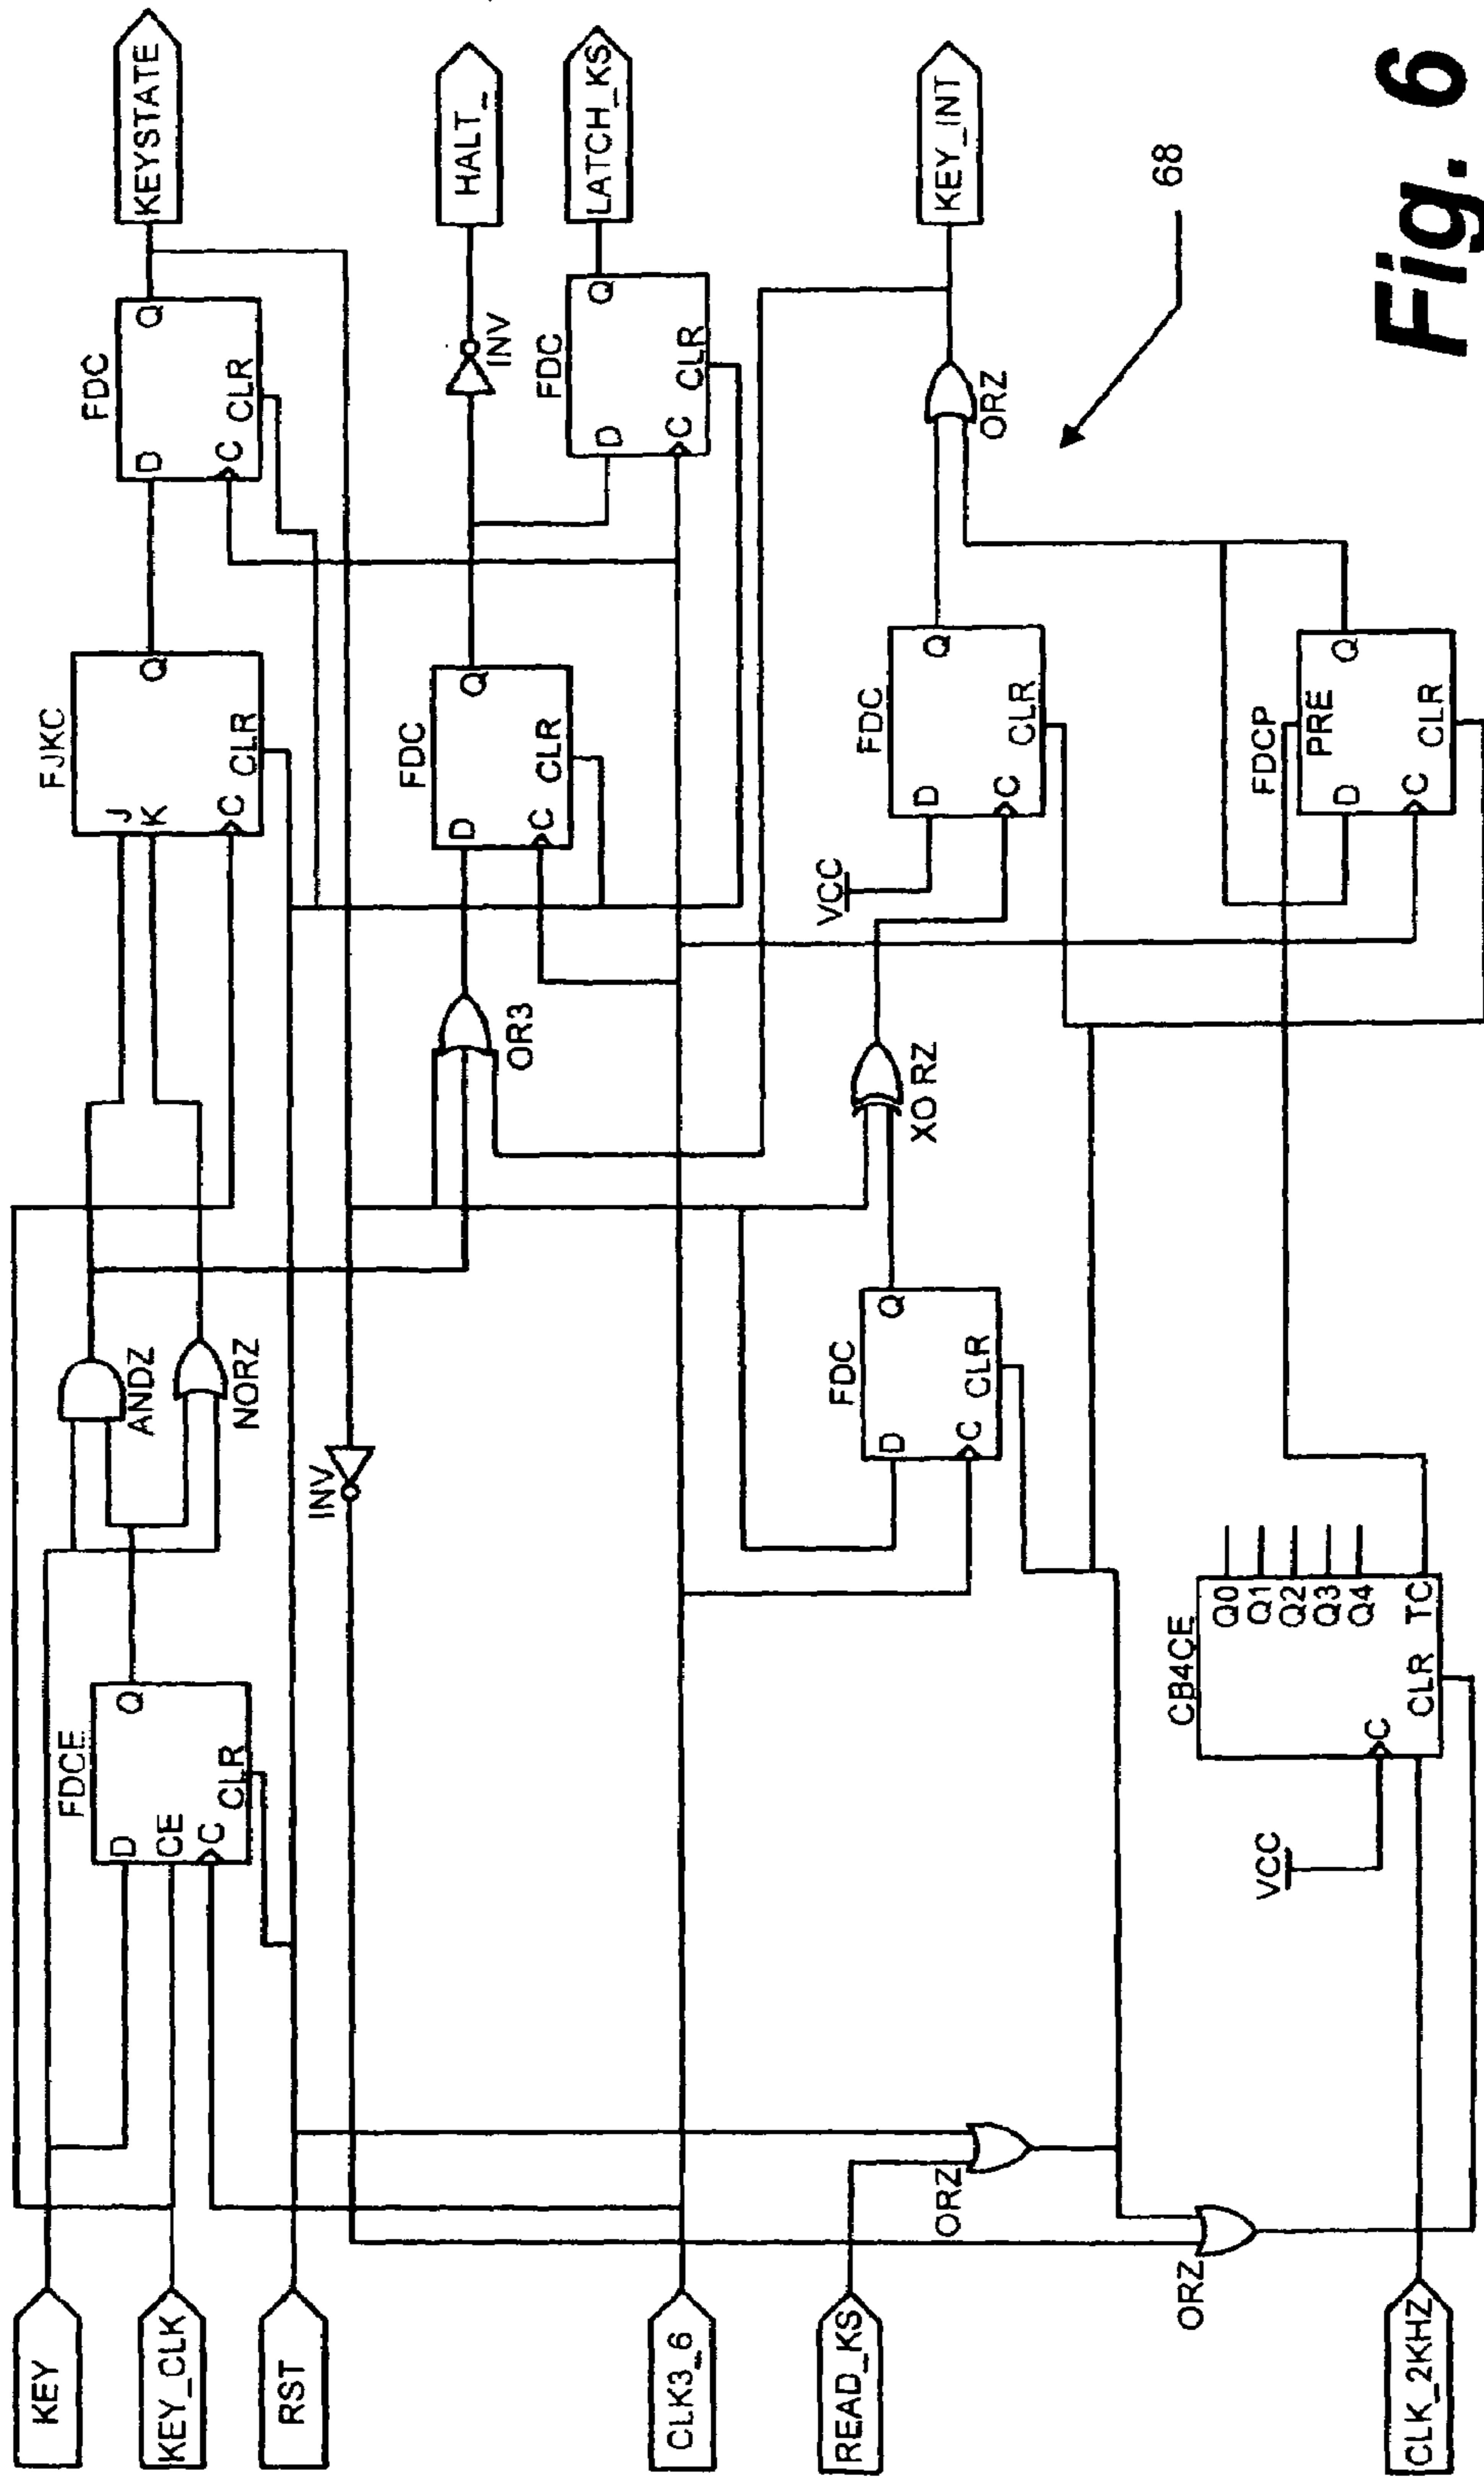 KEY
KEY_CLK
RST
CLK3_6
READ_KS
CLK_2KHZ
FDCE
D
CE
C
CLR
Q
ANDZ
NORZ
FJKC
J
K
C
CLR
Q
FDC
D
C
CLR
Q
KEYSTATE
INV
OR3
FDC
D
C
CLR
Q
INV
HALT_
FDC
D
C
CLR
Q
LATCH_KS
ORZ
ORZ
FDC
D
C
CLR
Q
XO RZ
VCC
FDC
D
C
CLR
Q
ORZ
KEY_INT
VCC
CB4CE
C
CLR
Q0
Q1
Q2
Q3
Q4
TC
FDCP
PRE
D
C
CLR
Q
68
Fig. 6